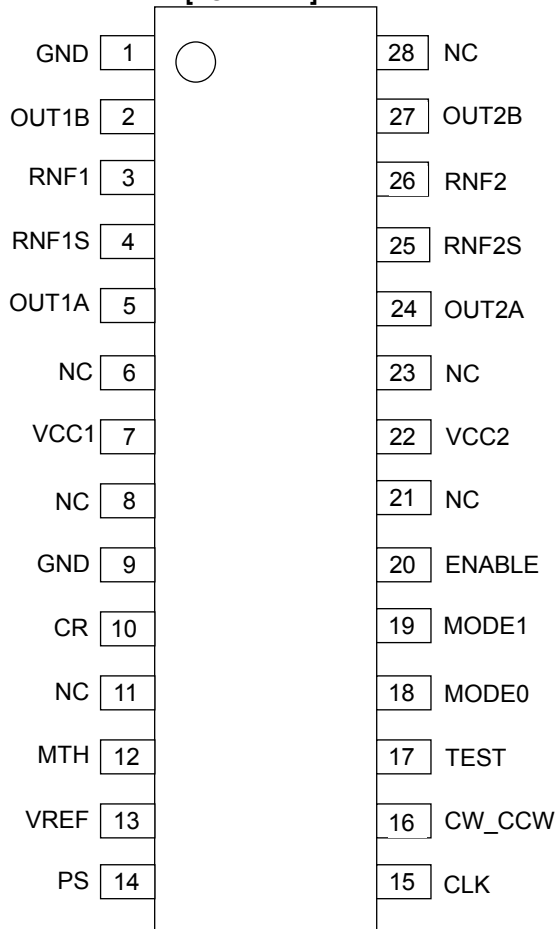 GND 1 28 NC
OUT1B 2 27 OUT2B
RNF1 3 26 RNF2
RNF1S 4 25 RNF2S
OUT1A 5 24 OUT2A
NC 6 23 NC
VCC1 7 22 VCC2
NC 8 21 NC
GND 9 20 ENABLE
CR 10 19 MODE1
NC 11 18 MODE0
MTH 12 17 TEST
VREF 13 16 CW_CCW
PS 14 15 CLK